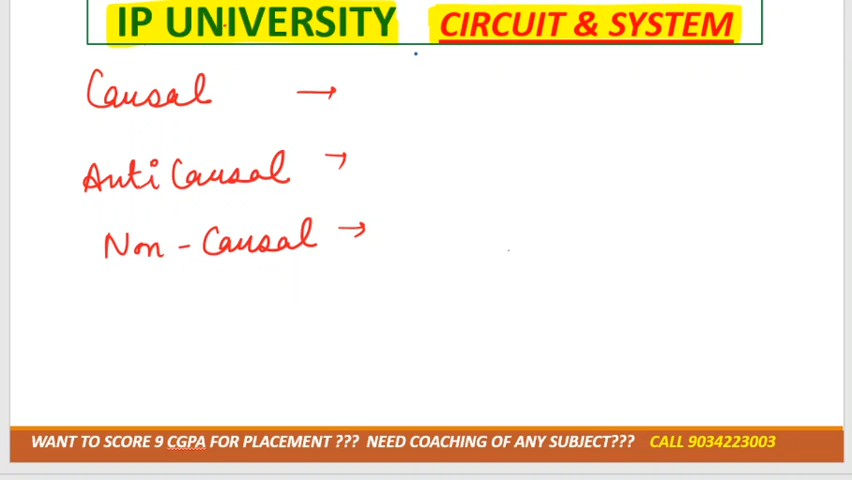 IP UNIVERSITY CIRCUIT & SYSTEM
Causal →
Anti Causal →
Non - Causal →
WANT TO SCORE 9 CGPA FOR PLACEMENT ??? NEED COACHING OF ANY SUBJECT??? CALL 9034223003